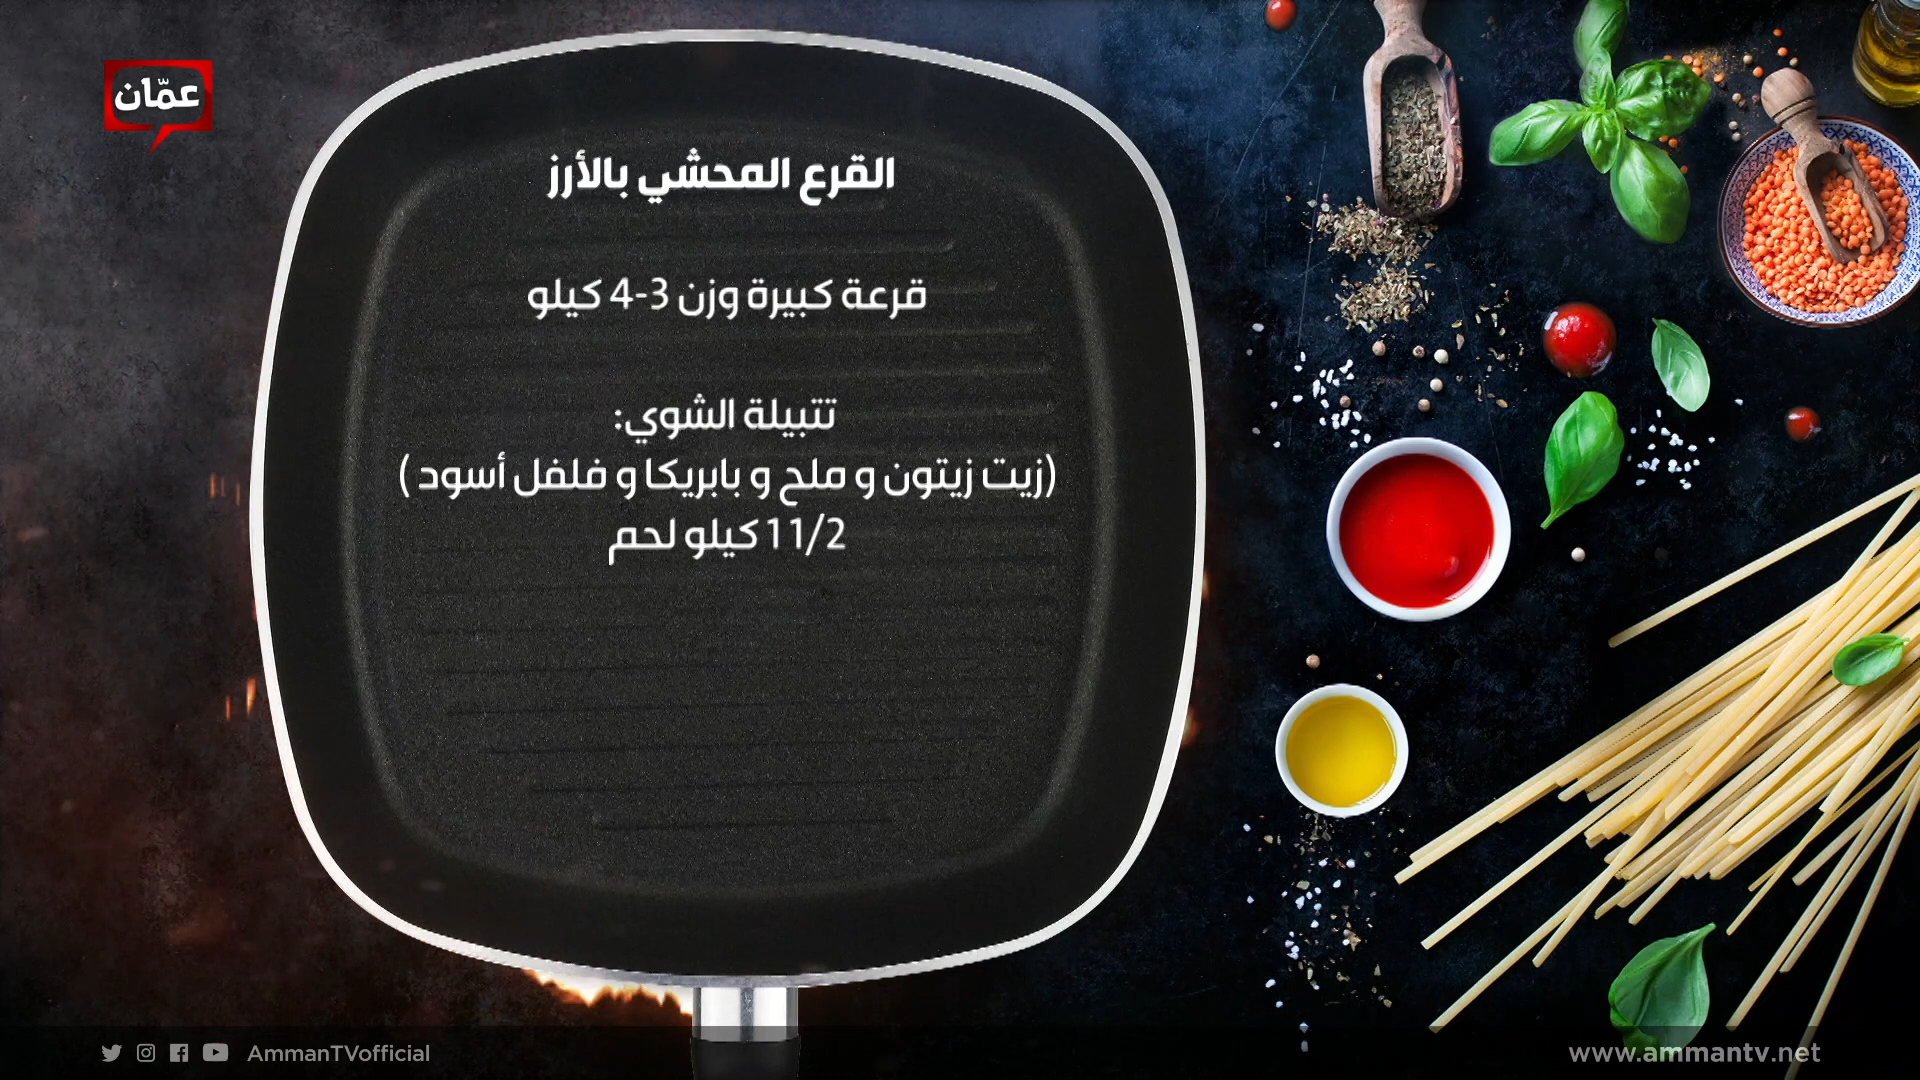 عمّان
القرع المحشي بالأرز
قرعة كبيرة وزن 3-4 كيلو
تتبيلة الشوي:
(زيت زيتون و ملح و بابريكا و فلفل أسود )
11/2 كيلو لحم
AmmanTVofficial
www.ammantv.net